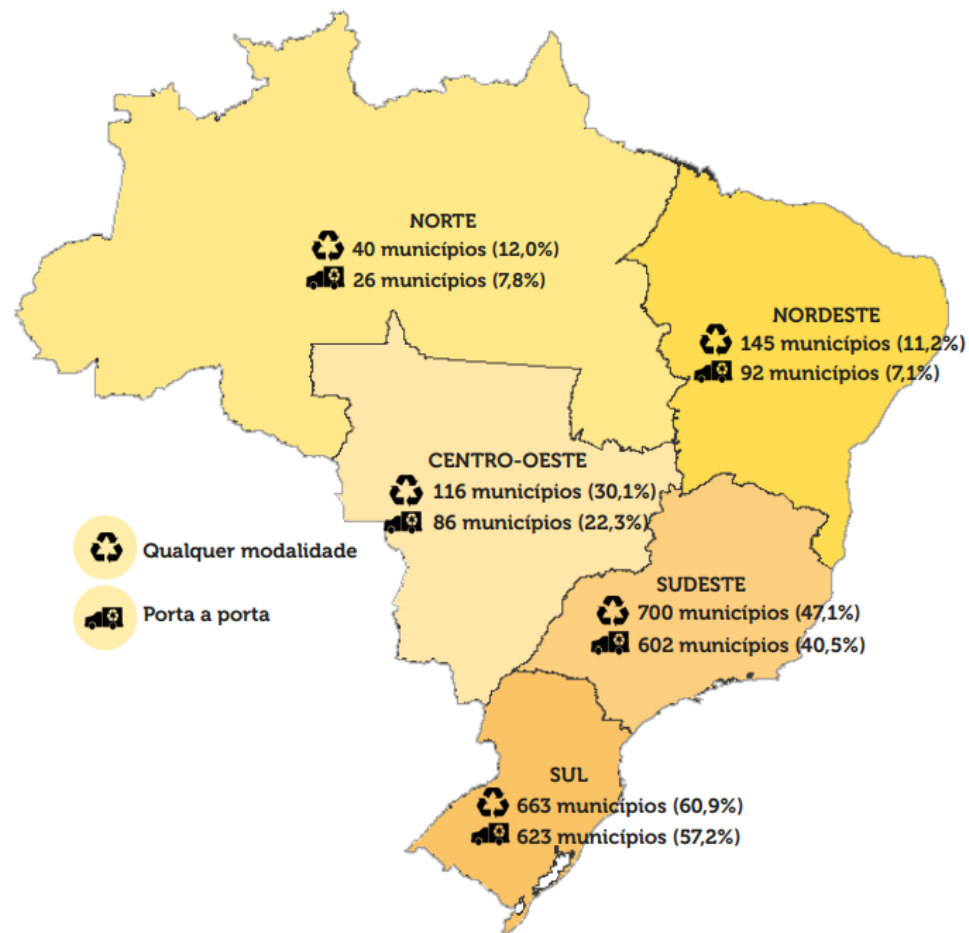 NORTE
40 municípios (12,0%)
26 municípios (7,8%)
NORDESTE
145 municípios (11,2%)
92 municípios (7,1%)
CENTRO-OESTE
116 municípios (30,1%)
86 municípios (22,3%)
Qualquer modalidade
Porta a porta
SUDESTE
700 municípios (47,1%)
602 municípios (40,5%)
SUL
663 municípios (60,9%)
623 municípios (57,2%)